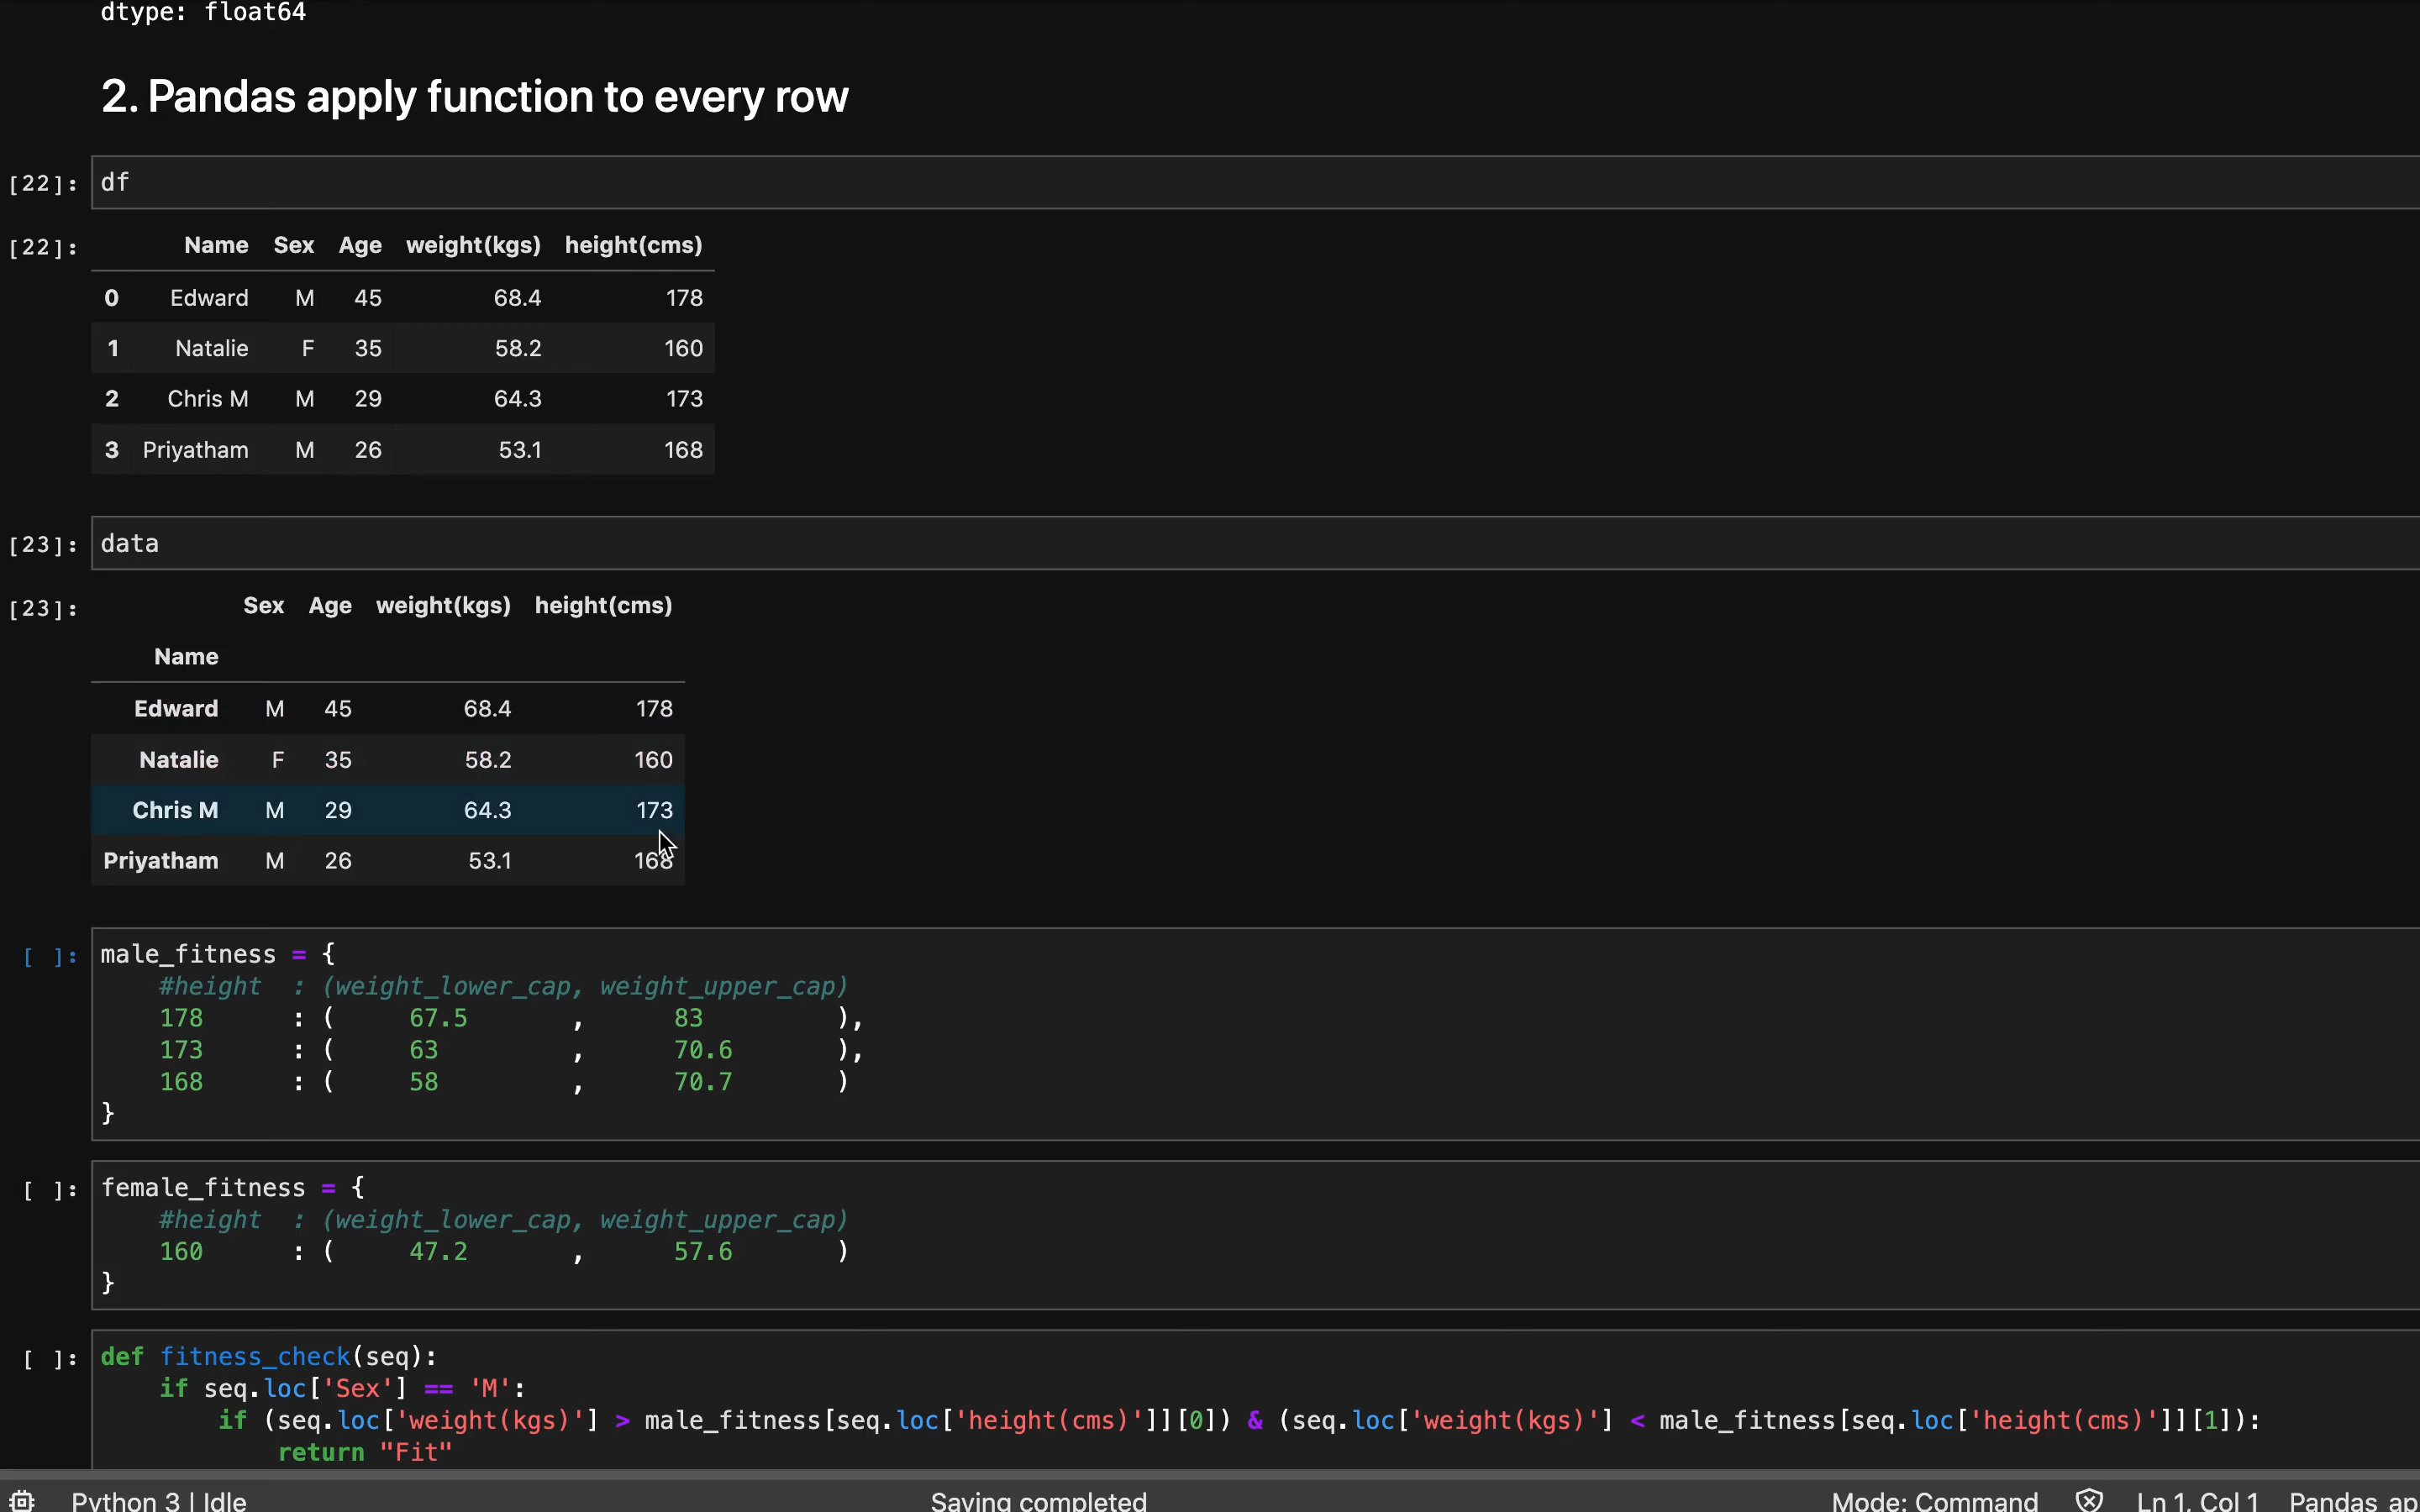 dtype: float64
2. Pandas apply function to every row
[22]: df
[22]: Name Sex Age weight(kgs) height(cms)
0 Edward M 45 68.4 178
1 Natalie F 35 58.2 160
2 Chris M M 29 64.3 173
3 Priyatham M 26 53.1 168
[23]: data
[23]: Sex Age weight(kgs) height(cms)
Name
Edward M 45 68.4 178
Natalie F 35 58.2 160
Chris M M 29 64.3 173
Priyatham M 26 53.1 168
[ ]: male_fitness = {
#height : (weight_lower_cap, weight_upper_cap)
178 : ( 67.5 , 83 ),
173 : ( 63 , 70.6 ),
168 : ( 58 , 70.7 )
}
[ ]: female_fitness = {
#height : (weight_lower_cap, weight_upper_cap)
160 : ( 47.2 , 57.6 )
}
[ ]: def fitness_check(seq):
if seq.loc['Sex'] == 'M':
if (seq.loc['weight(kgs)'] > male_fitness[seq.loc['height(cms)']][0]) & (seq.loc['weight(kgs)'] < male_fitness[seq.loc['height(cms)']][1]):
return "Fit"
Python 3 | Idle Saving completed Mode: Command Ln 1, Col 1 Pandas ap